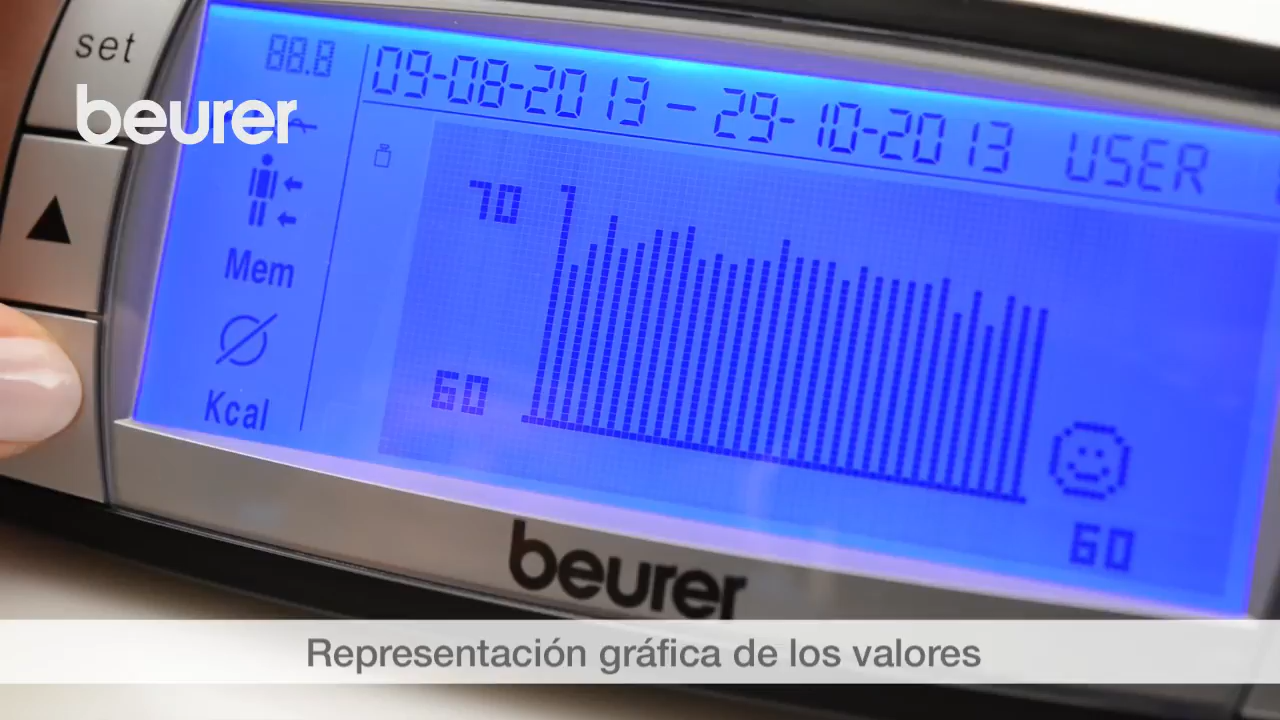 set
88.8
09-08-2013 - 29-10-2013 USER
beurer
70
Mem
60
Kcal
60
beurer
Representación gráfica de los valores